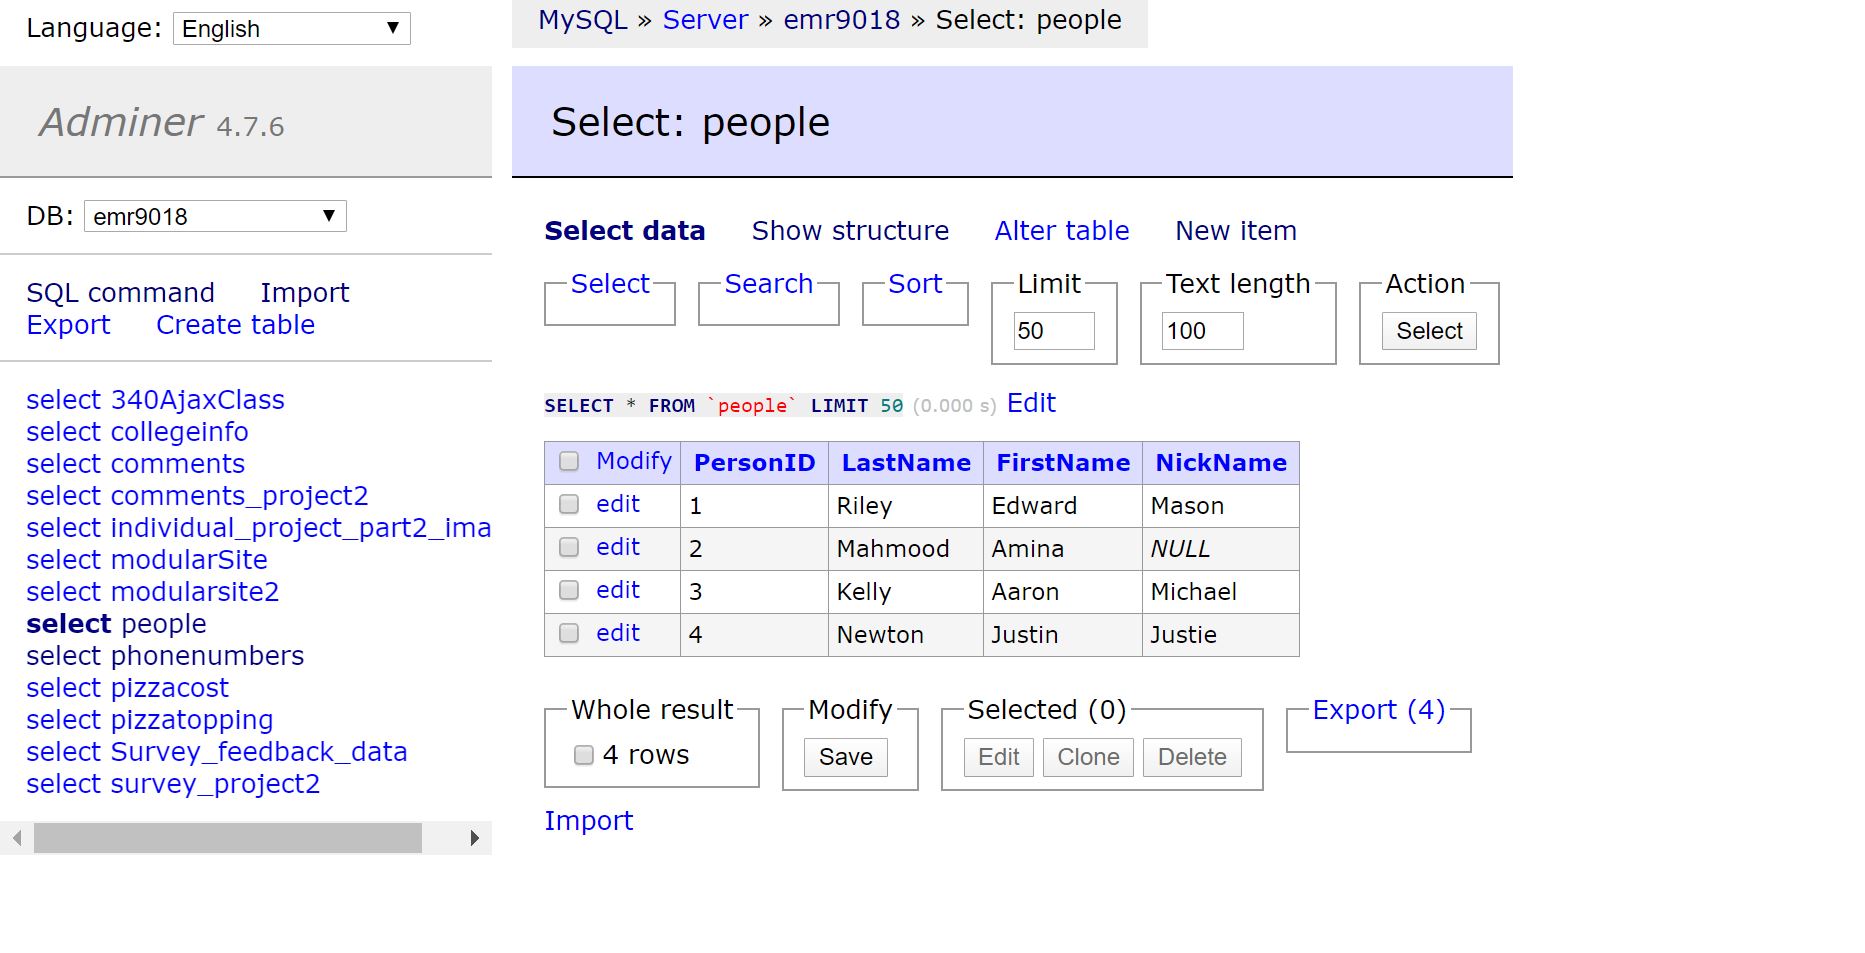 Language: English
MySQL » Server » emr9018 » Select: people
Adminer 4.7.6
Select: people
DB: emr9018
SQL command Import
Export Create table
select 340AjaxClass
select collegeinfo
select comments
select comments_project2
select individual_project_part2_ima
select modularSite
select modularsite2
select people
select phonenumbers
select pizzacost
select pizzatopping
select Survey_feedback_data
select survey_project2
Select data Show structure Alter table New item
Select Search Sort Limit Text length Action
50 100 Select
SELECT * FROM `people` LIMIT 50 (0.000 s) Edit
Modify PersonID LastName FirstName NickName
edit 1 Riley Edward Mason
edit 2 Mahmood Amina NULL
edit 3 Kelly Aaron Michael
edit 4 Newton Justin Justie
Whole result Modify Selected (0) Export (4)
4 rows Save Edit Clone Delete
Import